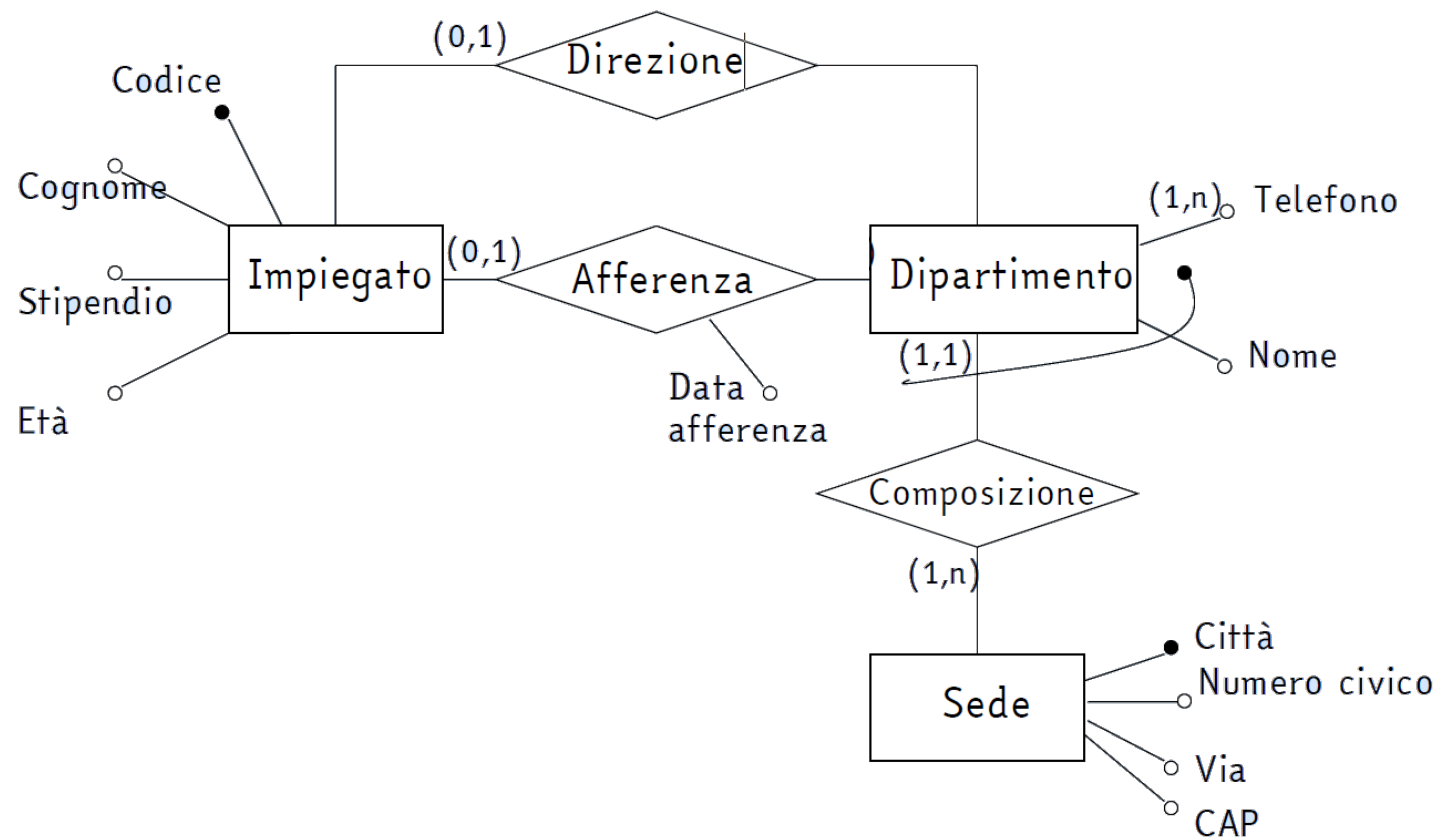 (0,1)
Direzione
Codice
Cognome
(1,n)
Telefono
(0,1)
Impiegato
Afferenza
)
Dipartimento
Stipendio
(1,1)
Nome
Data
afferenza
Età
Composizione
(1,n)
Città
Numero civico
Sede
Via
CAP